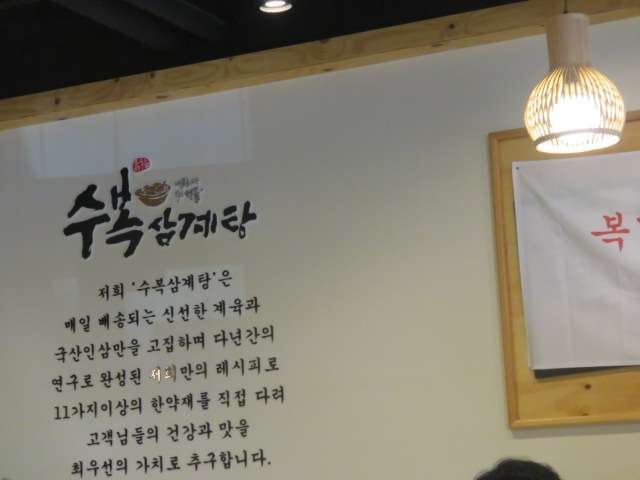 수복 삼계탕
저희 '수복삼계탕'은
매일 배송되는 신선한 계육과
국산인삼만을 고집하며 다년간의
연구로 완성된 저희만의 레시피로
11가지이상의 한약재를 직접 다려
고객님들의 건강과 맛을
최우선의 가치로 추구합니다.
복